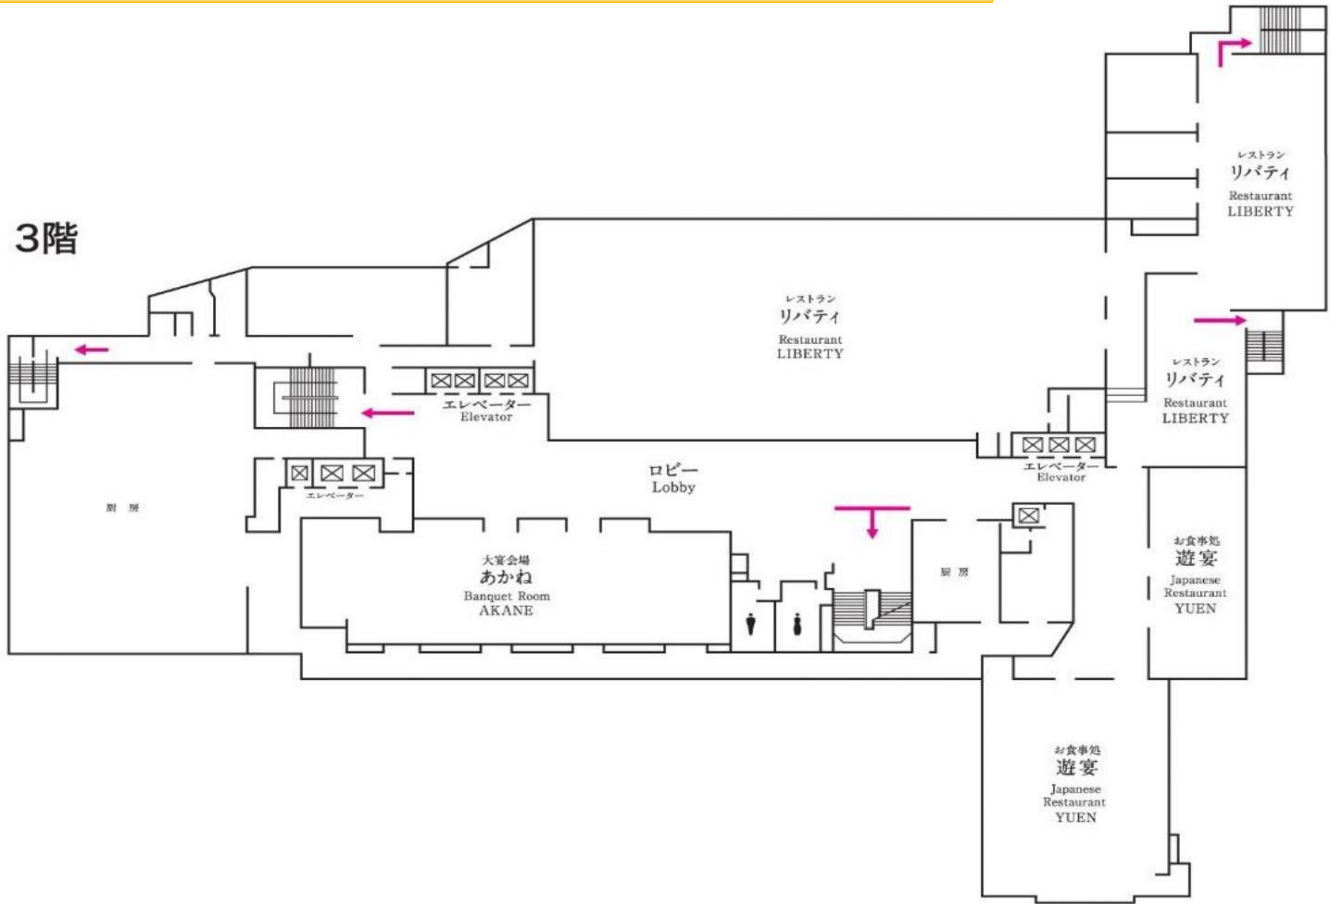 3階
レストラン
リバティ
Restaurant
LIBERTY
レストラン
リバティ
Restaurant
LIBERTY
レストラン
リバティ
Restaurant
LIBERTY
エレベーター
Elevator
ロビー
Lobby
エレベーター
Elevator
エレベーター
厨房
大宴会場
あかね
Banquet Room
AKANE
厨房
お食事処
遊宴
Japanese
Restaurant
YUEN
お食事処
遊宴
Japanese
Restaurant
YUEN